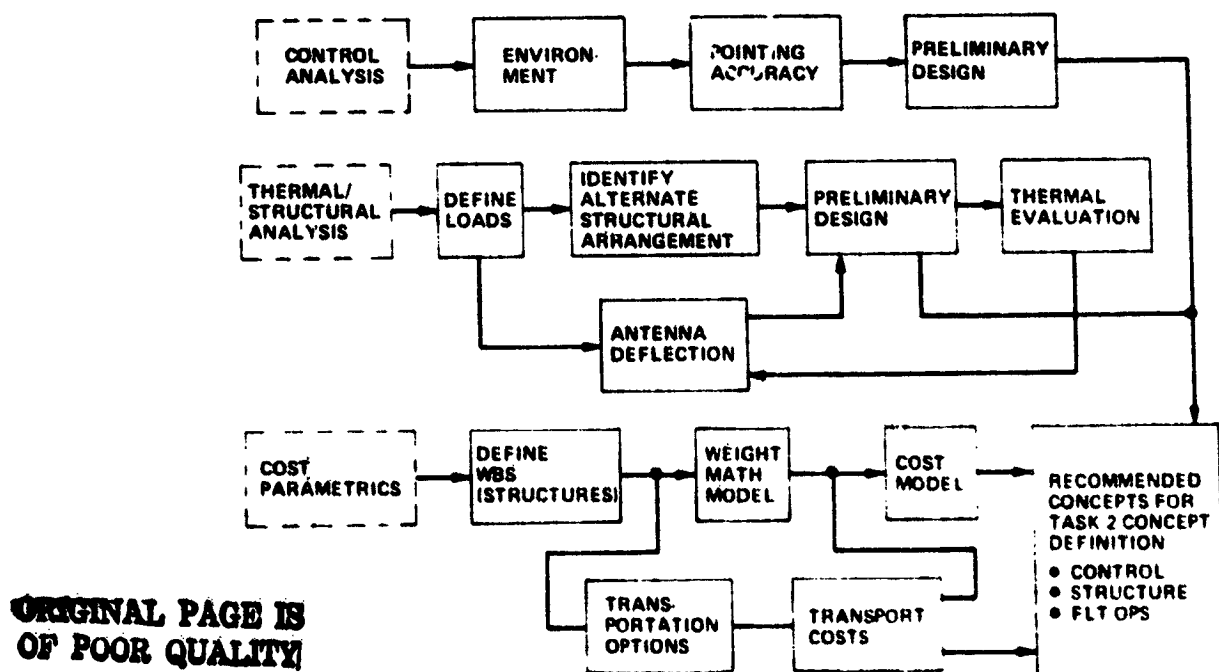 CONTROL
ANALYSIS
ENVIRON-
MENT
POINTING
ACCURACY
PRELIMINARY
DESIGN
THERMAL/
STRUCTURAL
ANALYSIS
DEFINE
LOADS
IDENTIFY
ALTERNATE
STRUCTURAL
ARRANGEMENT
PRELIMINARY
DESIGN
THERMAL
EVALUATION
ANTENNA
DEFLECTION
COST
PARAMETRICS
DEFINE
WBS
(STRUCTURES)
WEIGHT
MATH
MODEL
COST
MODEL
RECOMMENDED
CONCEPTS FOR
TASK 2 CONCEPT
DEFINITION
● CONTROL
● STRUCTURE
● FLT OPS
TRANS-
PORTATION
OPTIONS
TRANSPORT
COSTS
ORIGINAL PAGE IS
OF POOR QUALITY